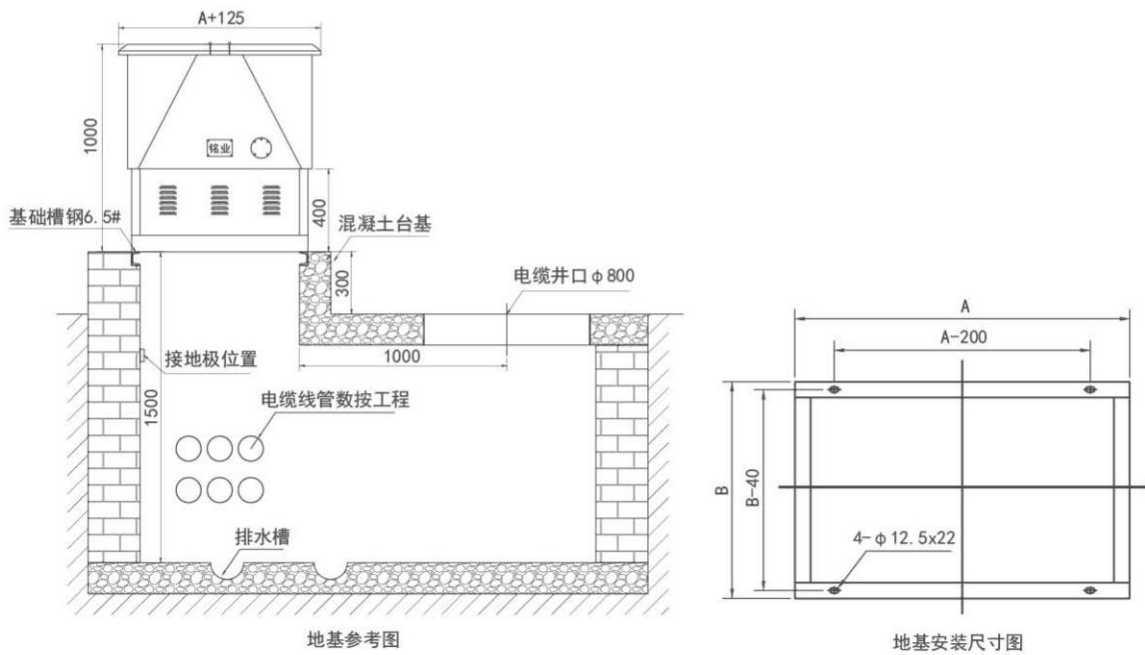 A+125
1000
铭业
400
基础槽钢6.5#
混凝土台基
300
电缆井口φ800
接地极位置
1000
1500
电缆线管数按工程
排水槽
地基参考图
A
A-200
B
B-40
4-φ12.5x22
地基安装尺寸图